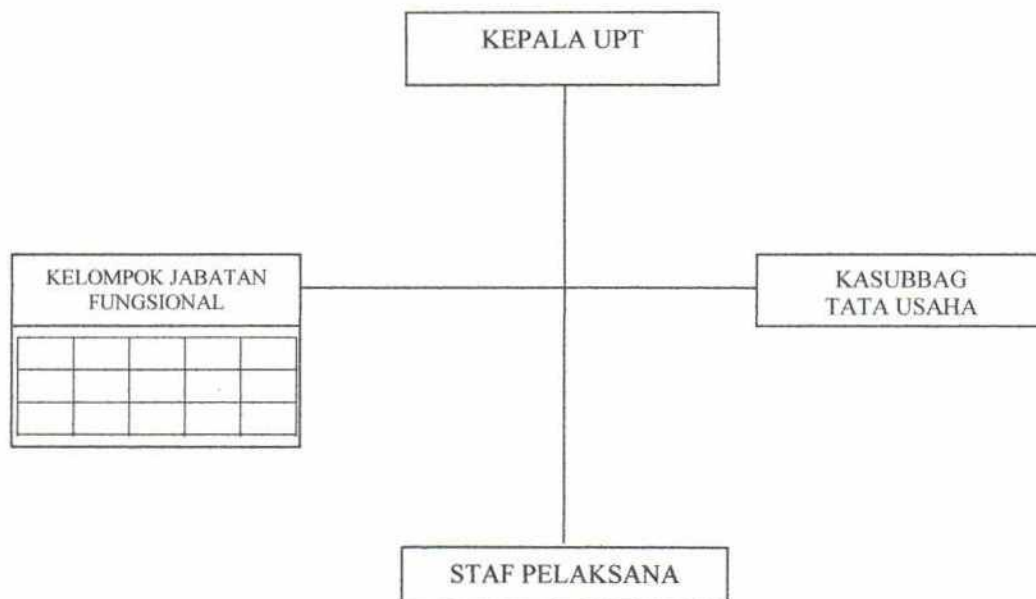 KEPALA UPT
KELOMPOK JABATAN
FUNGSIONAL
KASUBBAG
TATA USAHA
STAF PELAKSANA